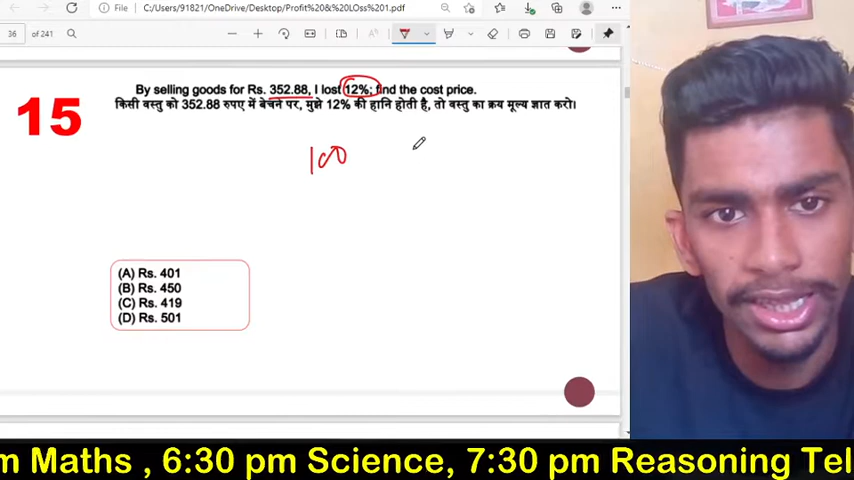 File
C:/Users/91821/OneDrive/Desktop/Profit%20&%20Loss%201.pdf
36 of 241
By selling goods for Rs. 352.88, I lost 12%; find the cost price.
किसी वस्तु को 352.88 रुपए में बेचने पर, मुझे 12% की हानि होती है, तो वस्तु का क्रय मूल्य ज्ञात करो।
15
100
(A) Rs. 401
(B) Rs. 450
(C) Rs. 419
(D) Rs. 501
m Maths , 6:30 pm Science, 7:30 pm Reasoning Tel